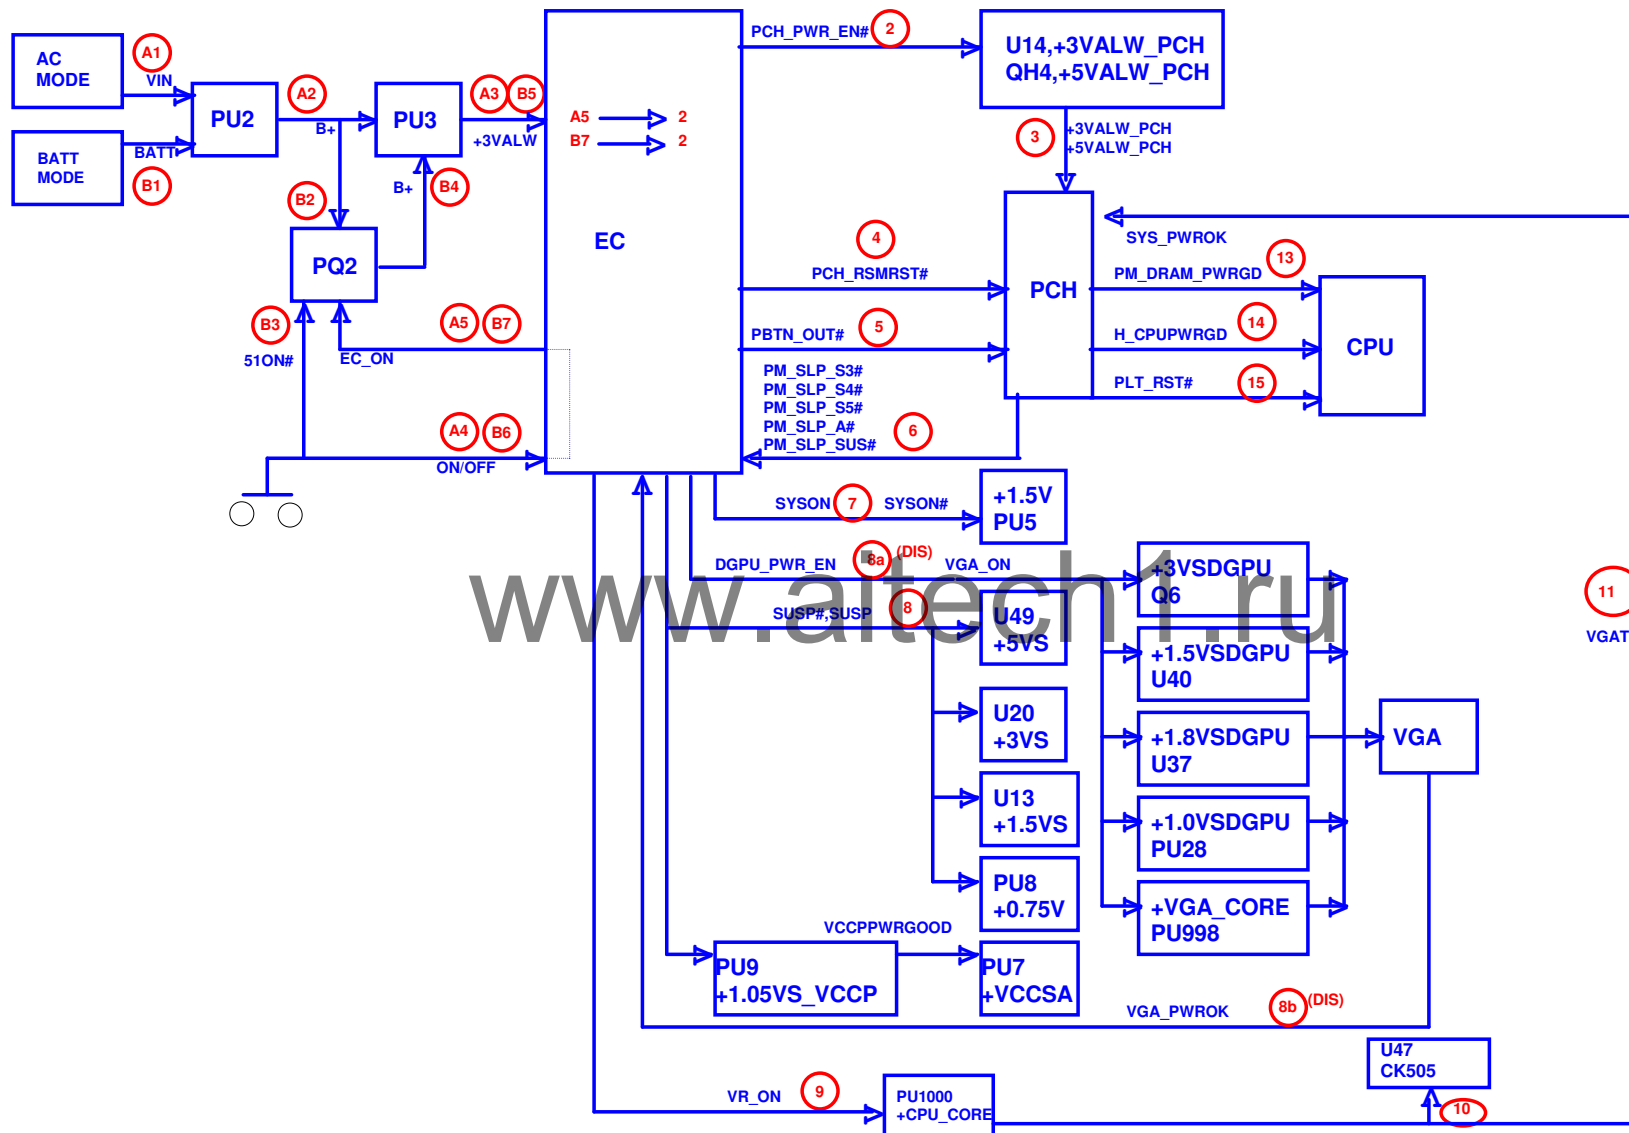 AC
MODE
A1
VIN
BATT
MODE
BATT
B1
PU2
A2
B+
PU3
A3
B5
+3VALW
B2
B+
B4
PQ2
B3
51ON#
A5
B7
EC_ON
A4
B6
ON/OFF
A5
2
B7
2
EC
PCH_PWR_EN#
2
U14,+3VALW_PCH
QH4,+5VALW_PCH
3
+3VALW_PCH
+5VALW_PCH
4
PCH_RSMRST#
PBTN_OUT#
5
PM_SLP_S3#
PM_SLP_S4#
PM_SLP_S5#
PM_SLP_A#
PM_SLP_SUS#
6
PCH
SYS_PWROK
PM_DRAM_PWRGD
13
H_CPUPWRGD
14
PLT_RST#
15
CPU
SYSON
7
SYSON#
+1.5V
PU5
DGPU_PWR_EN
8a
(DIS)
VGA_ON
SUSP#,SUSP
8
U49
+5VS
U20
+3VS
U13
+1.5VS
PU8
+0.75V
+3VSDGPU
Q6
+1.5VSDGPU
U40
+1.8VSDGPU
U37
+1.0VSDGPU
PU28
+VGA_CORE
PU998
VGA
11
VGAT
www.aitech1.ru
VCCPPWRGOOD
PU9
+1.05VS_VCCP
PU7
+VCCSA
VGA_PWROK
8b
(DIS)
VR_ON
9
PU1000
+CPU_CORE
U47
CK505
10